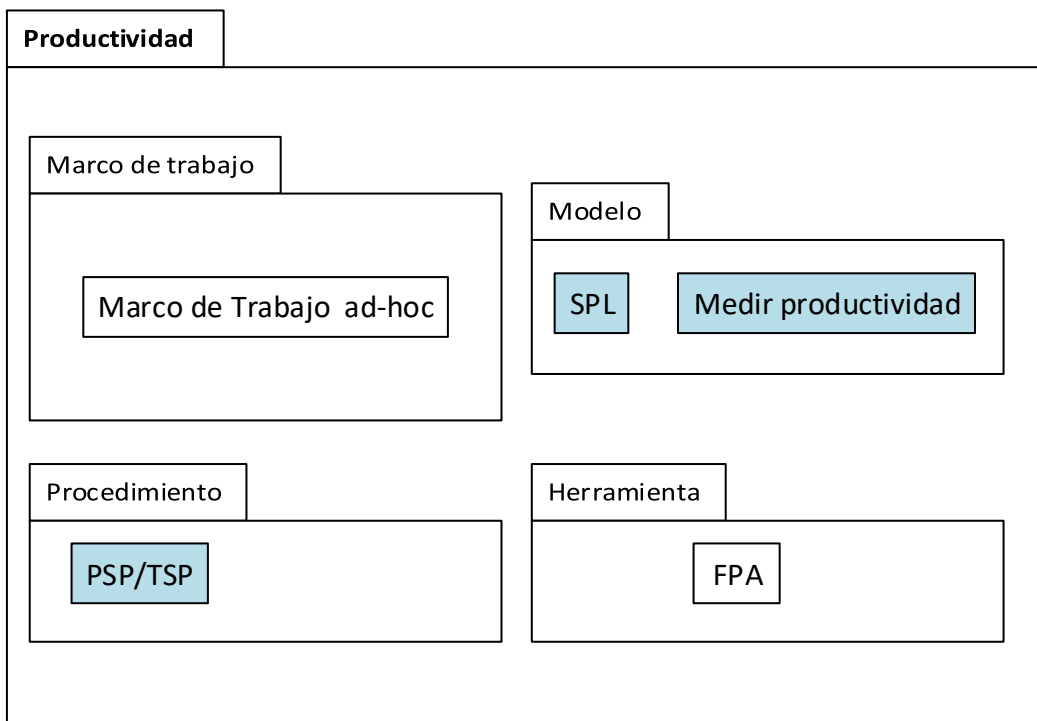 Productividad
Marco de trabajo
Marco de Trabajo ad-hoc
Modelo
SPL
Medir productividad
Procedimiento
PSP/TSP
Herramienta
FPA